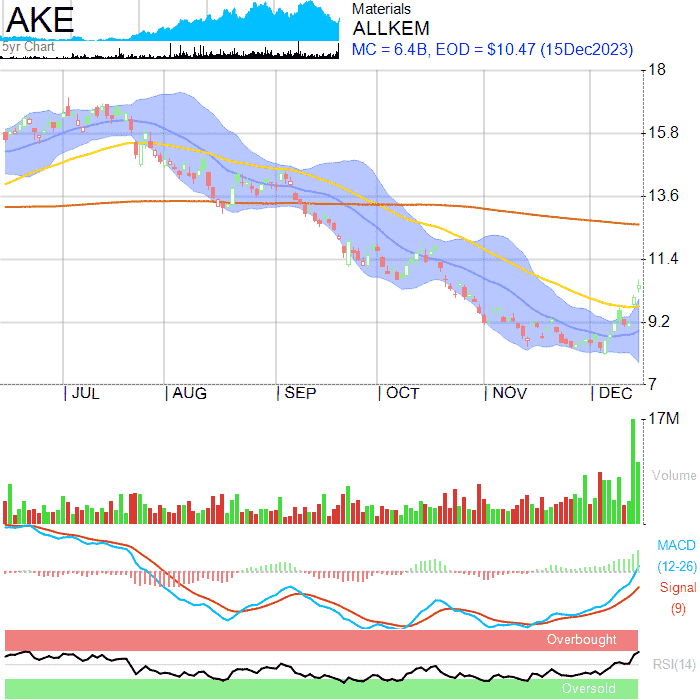 AKE
5yr Chart
Materials
ALLKEM
MC = 6.4B, EOD = $10.47 (15Dec2023)
18
15.8
13.6
11.4
9.2
7
JUL
AUG
SEP
OCT
NOV
DEC
17M
Volume
MACD
(12-26)
Signal
(9)
Overbought
RSI(14)
Oversold